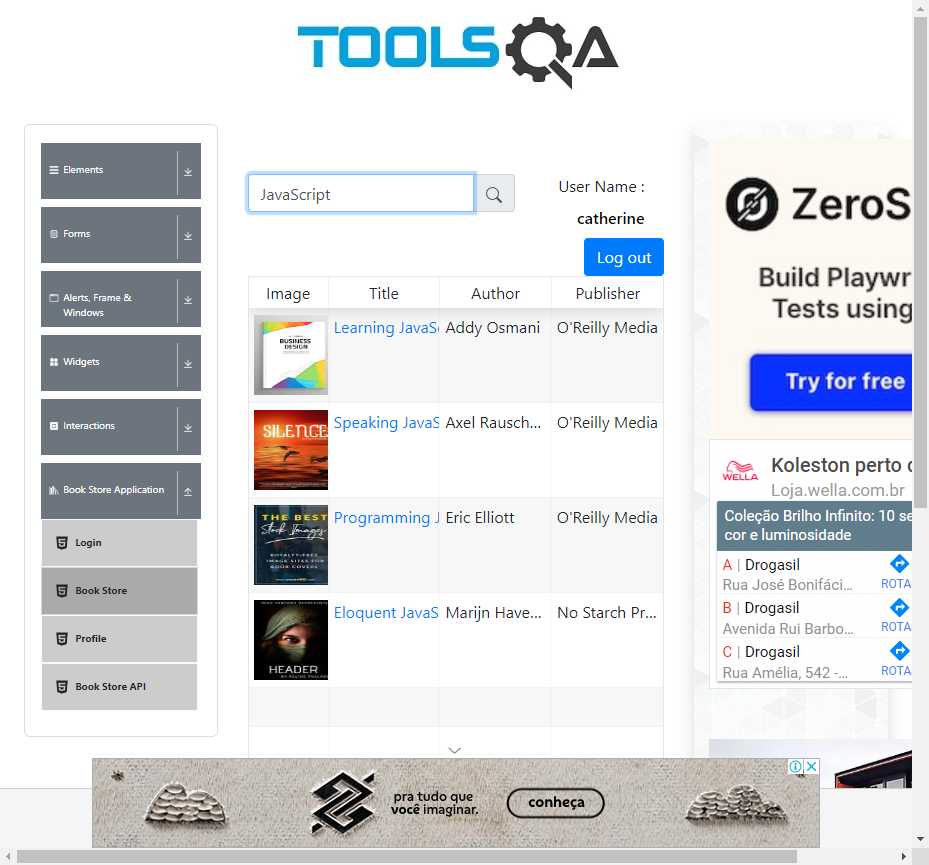 TOOLSQA
Elements
Forms
Alerts, Frame &
Windows
Widgets
Interactions
Book Store Application
Login
Book Store
Profile
Book Store API
JavaScript
User Name :
catherine
Log out
Image Title Author Publisher
BUSINESS
DESIGN
Learning JavaSc Addy Osmani O'Reilly Media
SILENCE
Speaking JavaS Axel Rausch... O'Reilly Media
THE BEST
Stock Images
ROYALTY-FREE
IMAGE SITES FOR
BOOK COVERS
Programming J Eric Elliott O'Reilly Media
HEADER
Eloquent JavaS Marijn Have... No Starch Pr...
ZeroS
Build Playwr
Tests using
Try for free
WELLA
Koleston perto
Loja.wella.com.br
Coleção Brilho Infinito: 10 se
cor e luminosidade
A | Drogasil
Rua José Bonifáci...
ROTA
B | Drogasil
Avenida Rui Barbo...
ROTA
C | Drogasil
Rua Amélia, 542 -...
ROTA
pra tudo que
você imaginar.
conheça